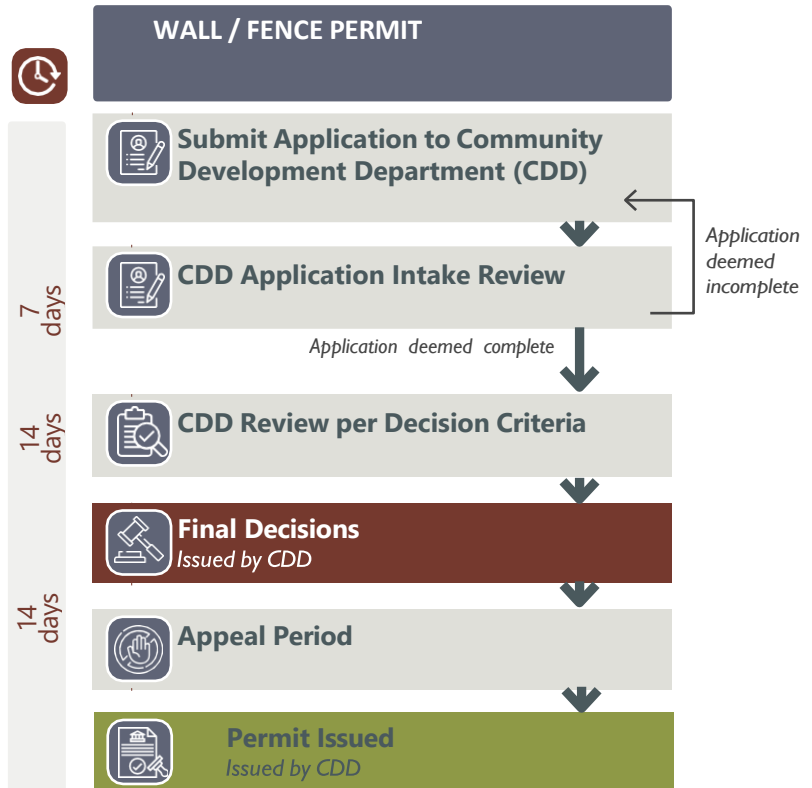 WALL / FENCE PERMIT
Submit Application to Community
Development Department (CDD)
Application
deemed
incomplete
7
days
CDD Application Intake Review
Application deemed complete
14
days
CDD Review per Decision Criteria
Final Decisions
Issued by CDD
14
days
Appeal Period
Permit Issued
Issued by CDD